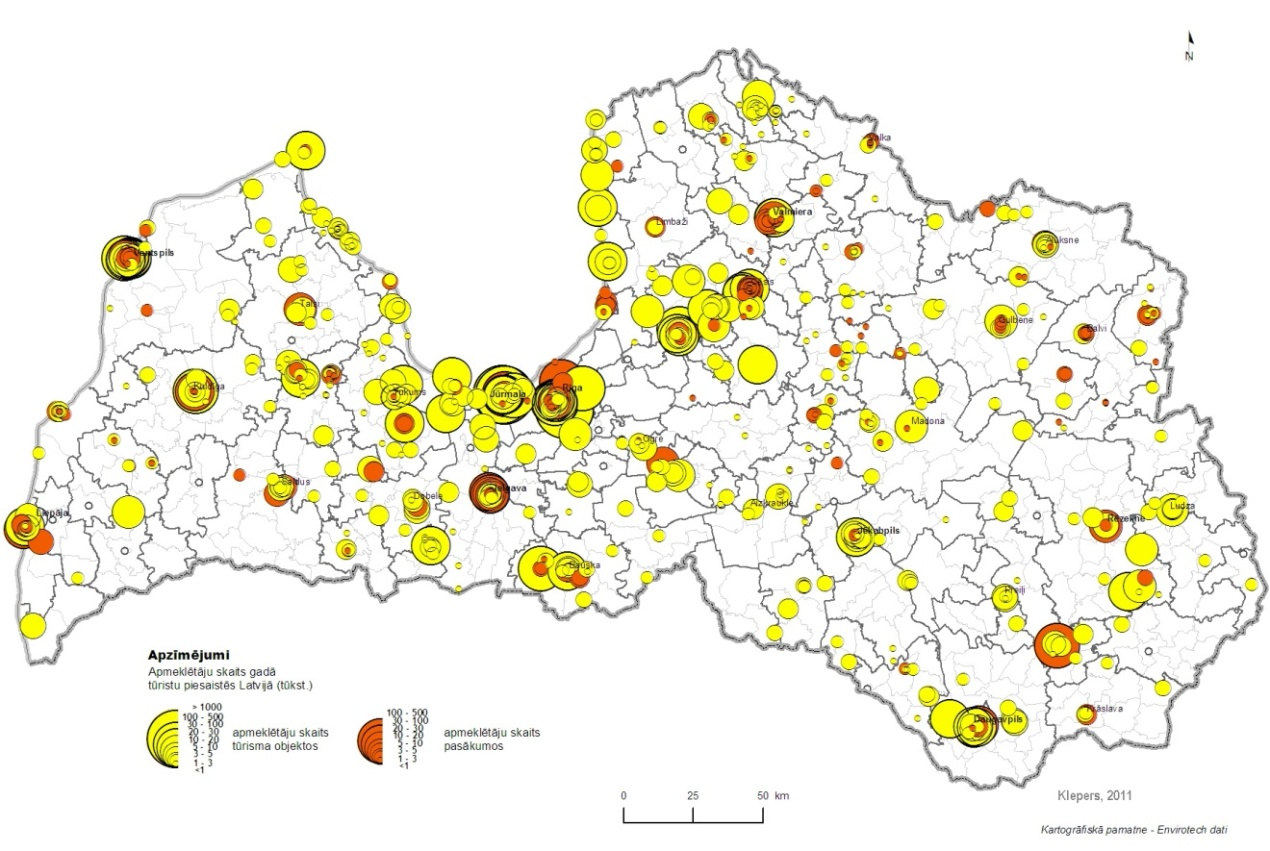 N
Valka
Limbaži
Valmiera
Alūksne
Ventspils
Cēsis
Talsi
Gulbene
Balvi
Kuldīga
Tukums
Jūrmala
Rīga
Madona
Ogre
Saldus
Dobele
Jelgava
Aizkraukle
Liepāja
Jēkabpils
Rēzekne
Ludza
Bauska
Preiļi
Krāslava
Daugavpils
Apzīmējumi
Apmeklētāju skaits gadā
tūristu piesaistēs Latvijā (tūkst.)
> 1000
100 - 500
30 - 100
20 - 30
10 - 20
5 - 10
3 - 5
1 - 3
<1
apmeklētāju skaits
tūrisma objektos
100 - 500
30 - 100
20 - 30
10 - 20
5 - 10
3 - 5
1 - 3
<1
apmeklētāju skaits
pasākumos
0 25 50 km
Klepers, 2011
Kartogrāfiskā pamatne - Envirotech dati